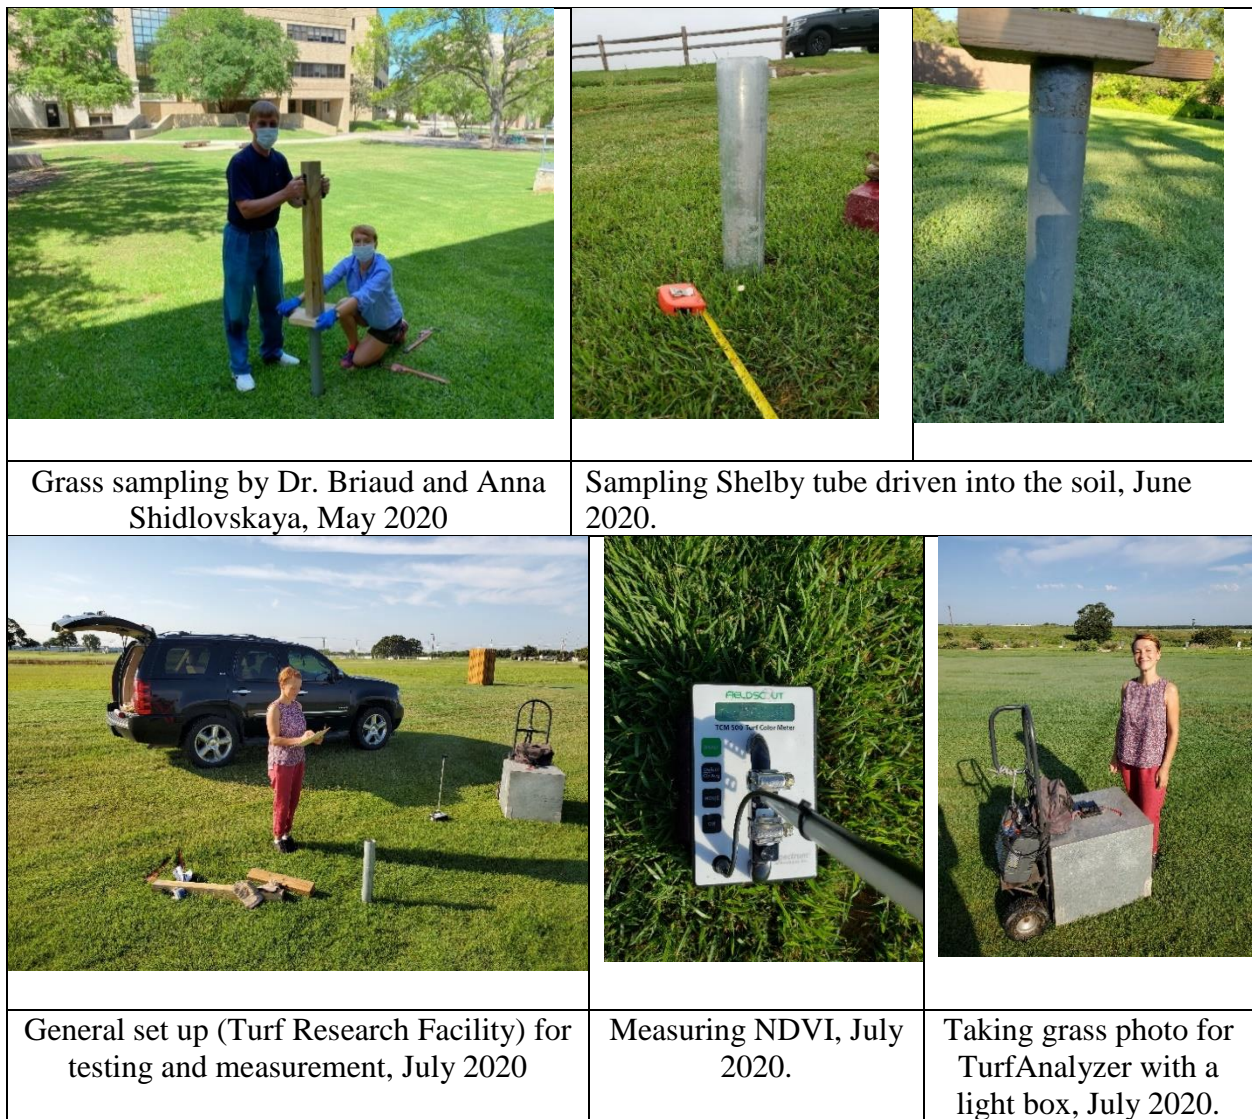 Grass sampling by Dr. Briaud and Anna
Shidlovskaya, May 2020
Sampling Shelby tube driven into the soil, June
2020.
FIELDSCOUT
TCM 500 Turf Color Meter
General set up (Turf Research Facility) for
testing and measurement, July 2020
Measuring NDVI, July
2020.
Taking grass photo for
TurfAnalyzer with a
light box, July 2020.